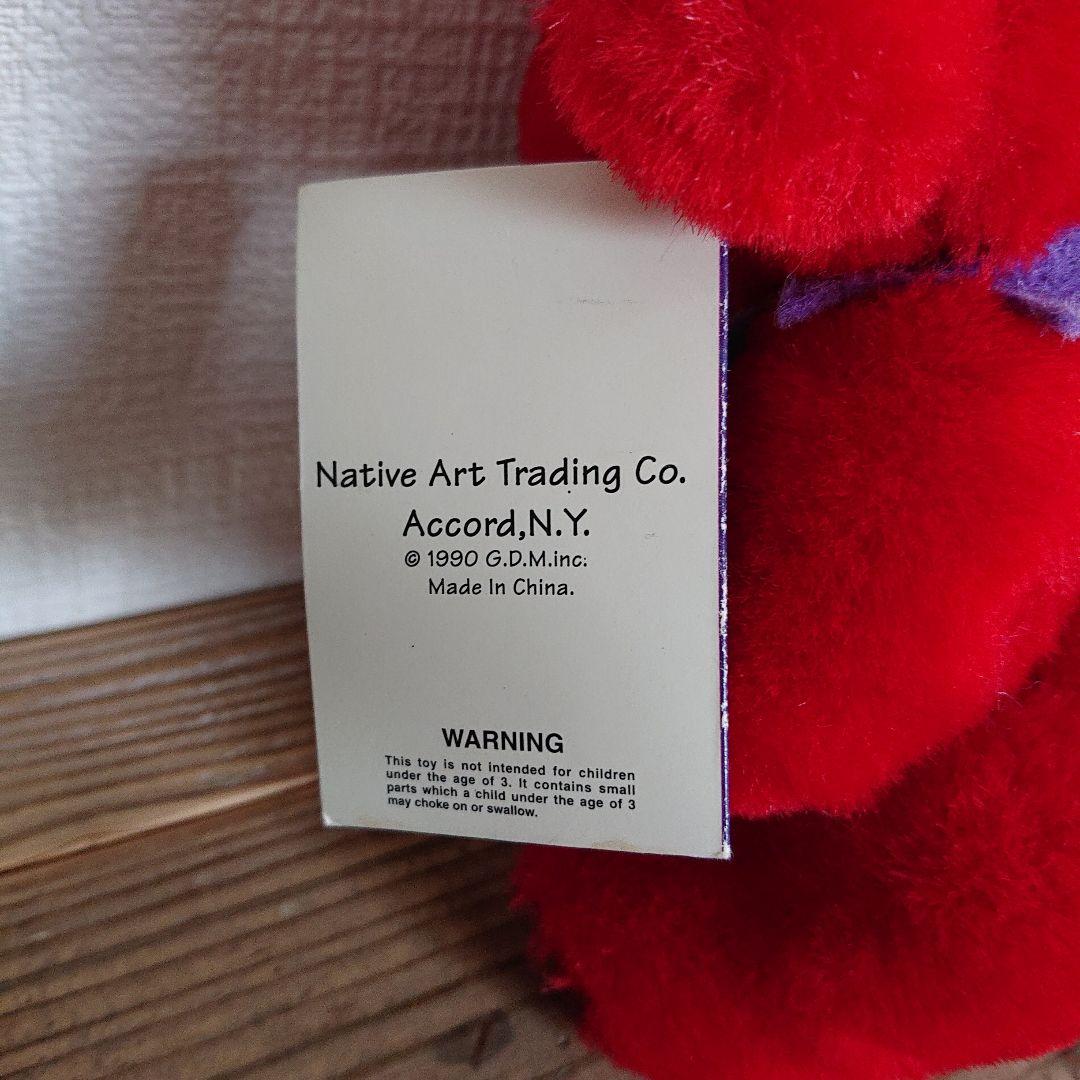 Native Art Trading Co.
Accord,N.Y.
© 1990 G.D.M.inc.
Made In China.
WARNING
This toy is not intended for children
under the age of 3. It contains small
parts which a child under the age of 3
may choke on or swallow.